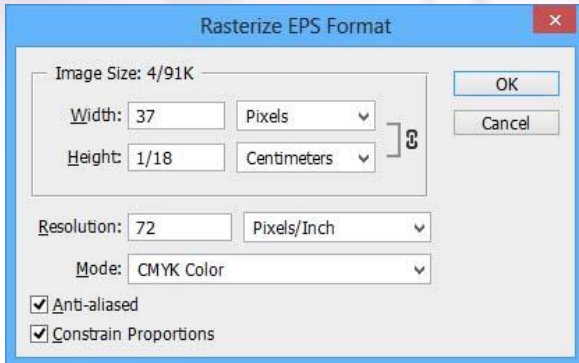 Rasterize EPS Format
Image Size: 4/91K
Width: 37 Pixels
Height: 1/18 Centimeters
OK
Cancel
Resolution: 72 Pixels/Inch
Mode: CMYK Color
Anti-aliased
Constrain Proportions